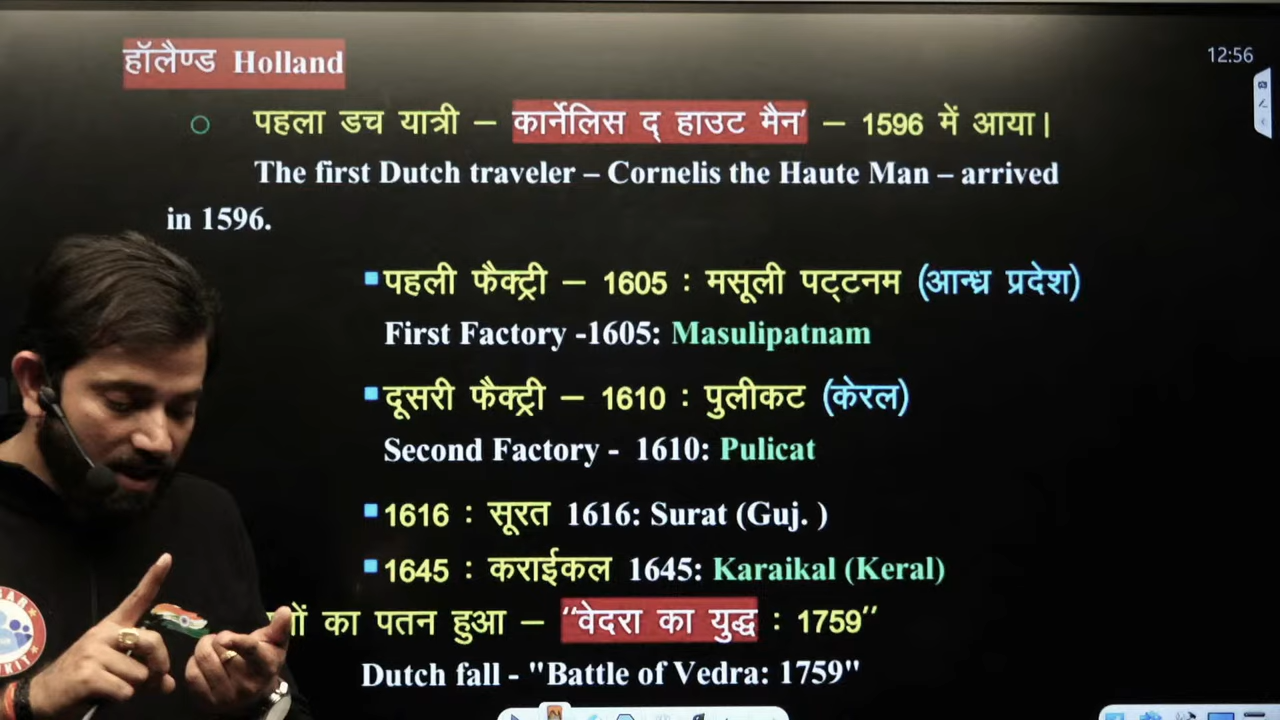 हॉलैण्ड Holland
12:56
पहला डच यात्री – कार्नेलिस द् हाउट मैन’ – 1596 में आया।
The first Dutch traveler – Cornelis the Haute Man – arrived
in 1596.
पहली फैक्ट्री – 1605 : मसूली पट्टनम (आन्ध्र प्रदेश)
First Factory -1605: Masulipatnam
दूसरी फैक्ट्री – 1610 : पुलीकट (केरल)
Second Factory - 1610: Pulicat
1616 : सूरत 1616: Surat (Guj. )
1645 : कराईकल 1645: Karaikal (Keral)
का पतन हुआ – ‘‘वेदरा का युद्ध : 1759’’
Dutch fall - "Battle of Vedra: 1759"